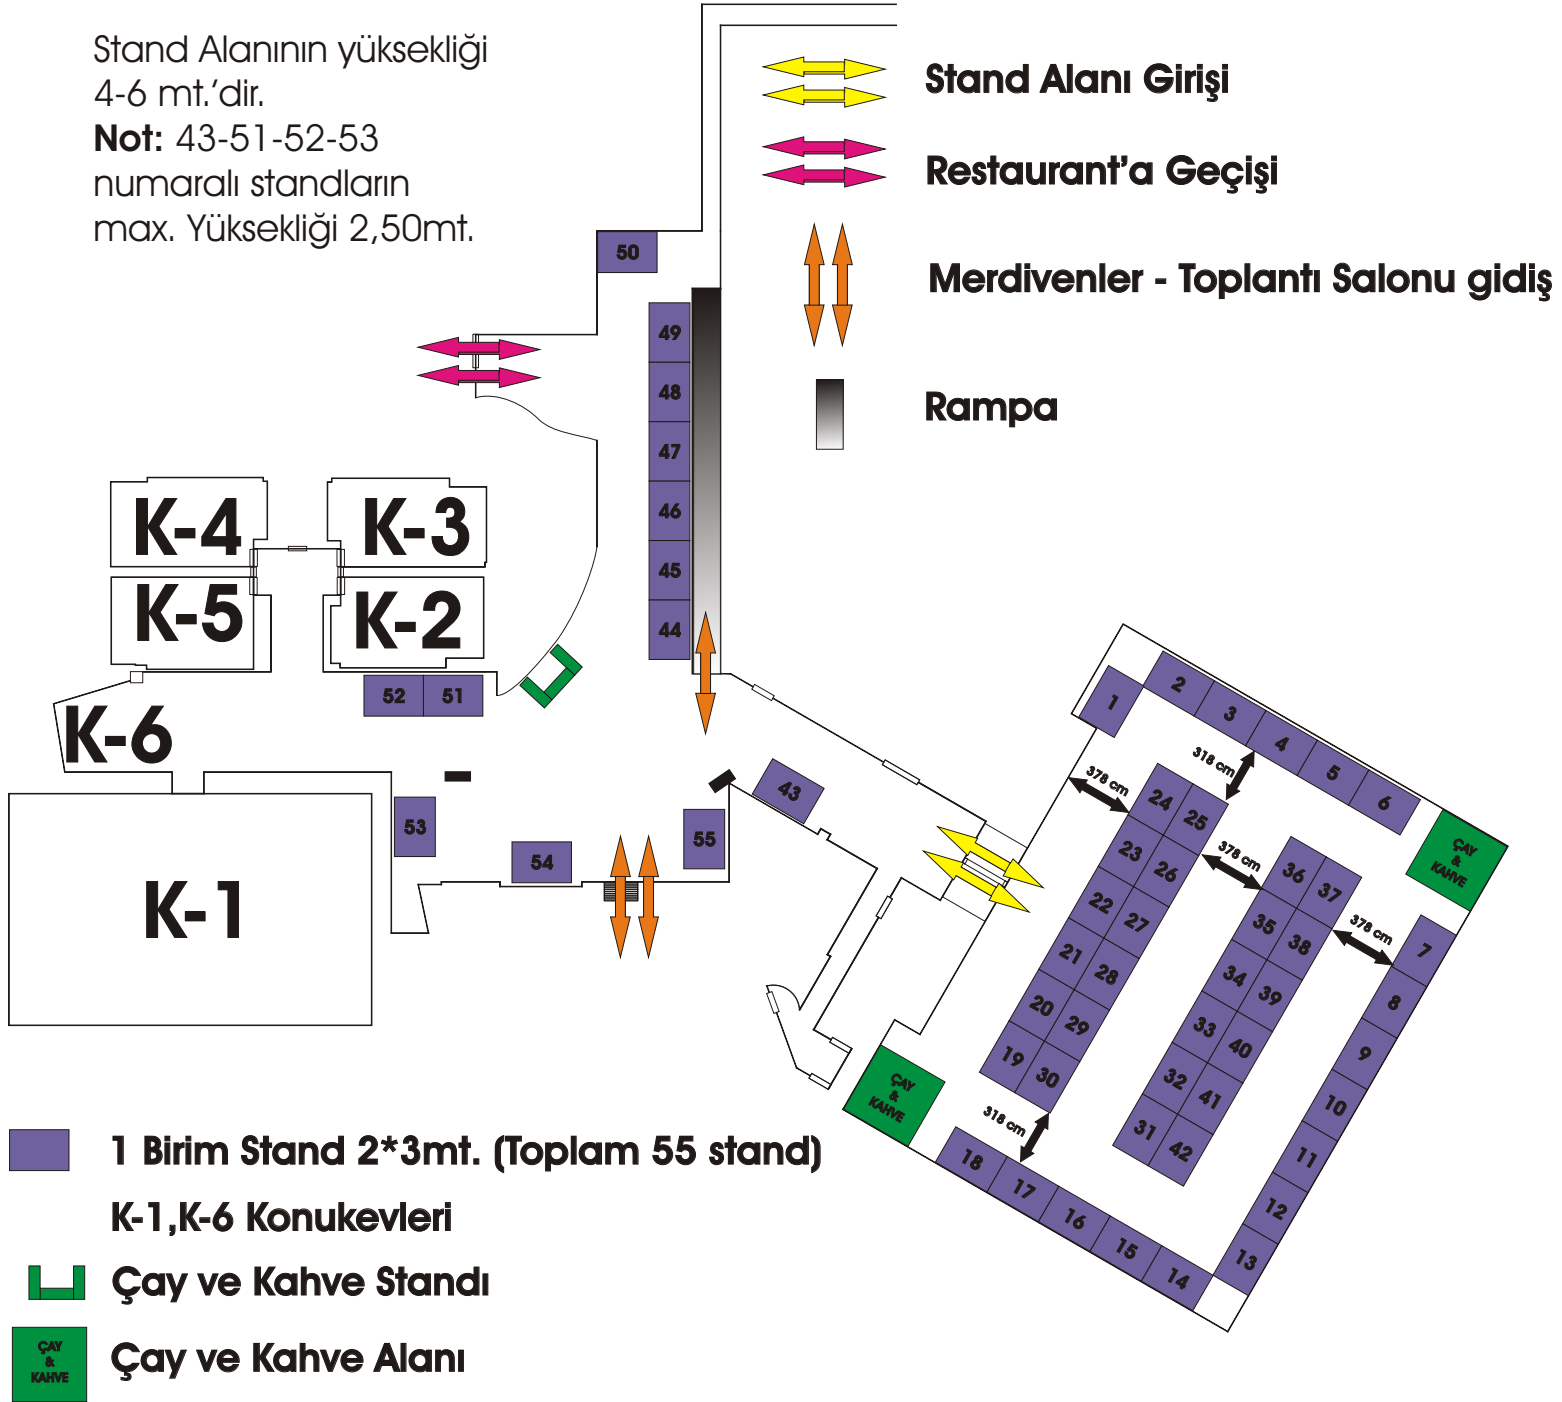 Stand Alanının yüksekliği
4-6 mt.'dir.
Not: 43-51-52-53
numaralı standların
max. Yüksekliği 2,50mt.
Stand Alanı Girişi
Restaurant'a Geçişi
Merdivenler - Toplantı Salonu gidiş
Rampa
50
49
48
47
46
45
44
K-4
K-3
K-5
K-2
52
51
K-6
K-1
53
54
55
43
1
2
3
4
5
6
318 cm
378 cm
24
25
23
26
22
27
21
28
20
29
19
30
378 cm
36
37
35
38
34
39
33
40
32
41
31
42
378 cm
ÇAY
&
KAHVE
7
8
9
10
11
12
13
ÇAY
&
KAHVE
318 cm
18
17
16
15
14
1 Birim Stand 2*3mt. (Toplam 55 stand)
K-1,K-6 Konukevleri
Çay ve Kahve Standı
ÇAY
&
KAHVE
Çay ve Kahve Alanı